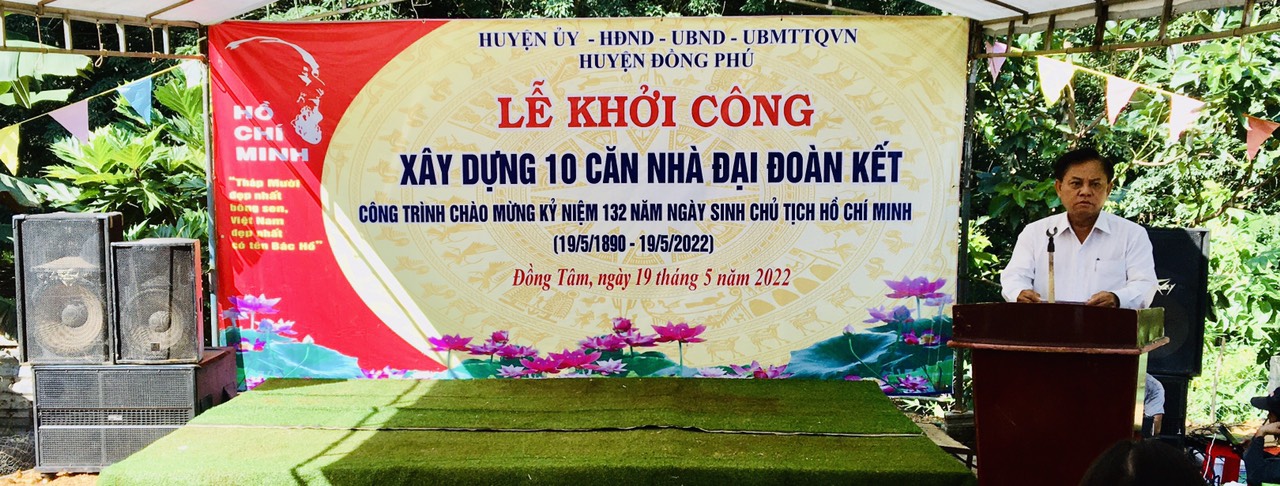 HUYỆN ỦY - HĐND - UBND - UBMTTQVN
HUYỆN ĐỒNG PHÚ
LỄ KHỞI CÔNG
XÂY DỰNG 10 CĂN NHÀ ĐẠI ĐOÀN KẾT
CÔNG TRÌNH CHÀO MỪNG KỶ NIỆM 132 NĂM NGÀY SINH CHỦ TỊCH HỒ CHÍ MINH
(19/5/1890 - 19/5/2022)
Đồng Tâm, ngày 19 tháng 5 năm 2022
HỒ
CHÍ
MINH
"Tháp Mười
đẹp nhất
bông sen,
Việt Nam
đẹp nhất
có tên Bác Hồ"